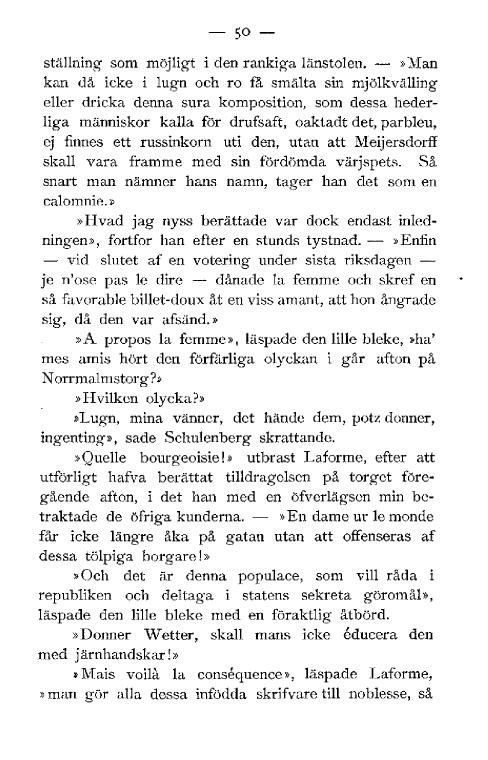 — 50 —
ställning som möjligt i den rankiga länstolen. — »Man
kan då icke i lugn och ro få smälta sin mjölkvälling
eller dricka denna sura komposition, som dessa heder-
liga människor kalla för drufsaft, oaktadt det, parbleu,
ej finnes ett russinkorn uti den, utan att Meijersdorff
skall vara framme med sin fördömda värjspets. Så
snart man nämner hans namn, tager han det som en
calomnie.»
»Hvad jag nyss berättade var dock endast inled-
ningen», fortfor han efter en stunds tystnad. — »Enfin
— vid slutet af en votering under sista riksdagen —
je n'ose pas le dire — dånade la femme och skref en
så favorable billet-doux åt en viss amant, att hon ångrade
sig, då den var afsänd.»
»A propos la femme», läspade den lille bleke, »ha'
mes amis hört den förfärliga olyckan i går afton på
Norrmalmstorg?»
»Hvilken olycka?»
»Lugn, mina vänner, det hände dem, potz donner,
ingenting», sade Schulenberg skrattande.
»Quelle bourgeoisie!» utbrast Laforme, efter att
utförligt hafva berättat tilldragelsen på torget före-
gående afton, i det han med en öfverlägsen min be-
traktade de öfriga kunderna. — »En dame ur le monde
får icke längre åka på gatan utan att offenseras af
dessa tölpiga borgare!»
»Och det är denna populace, som vill råda i
republiken och deltaga i statens sekreta göromål»,
läspade den lille bleke med en föraktlig åtbörd.
»Donner Wetter, skall mans icke éducera den
med järnhandskar!»
»Mais voilà la conséquence», läspade Laforme,
»man gör alla dessa infödda skrifvare till noblesse, så